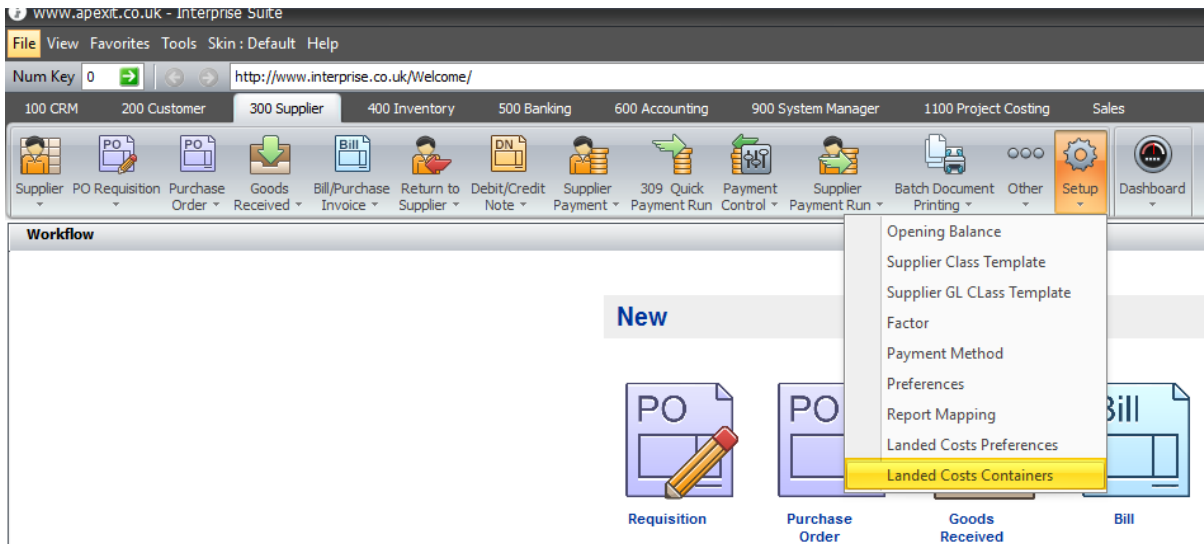 www.apexit.co.uk - Interprise Suite
File View Favorites Tools Skin : Default Help
Num Key 0 http://www.interprise.co.uk/Welcome/
100 CRM 200 Customer 300 Supplier 400 Inventory 500 Banking 600 Accounting 900 System Manager 1100 Project Costing Sales
PO PO Bill DN
Supplier PO Requisition Purchase Goods Bill/Purchase Return to Debit/Credit Supplier 309 Quick Payment Supplier Batch Document Other Setup Dashboard
Order Received Invoice Supplier Note Payment Payment Run Control Payment Run Printing
Workflow
Opening Balance
Supplier Class Template
Supplier GL CLass Template
New
Factor
Payment Method
Preferences
PO PO Bill
Report Mapping
Landed Costs Preferences
Landed Costs Containers
Requisition Purchase Goods Bill
Order Received